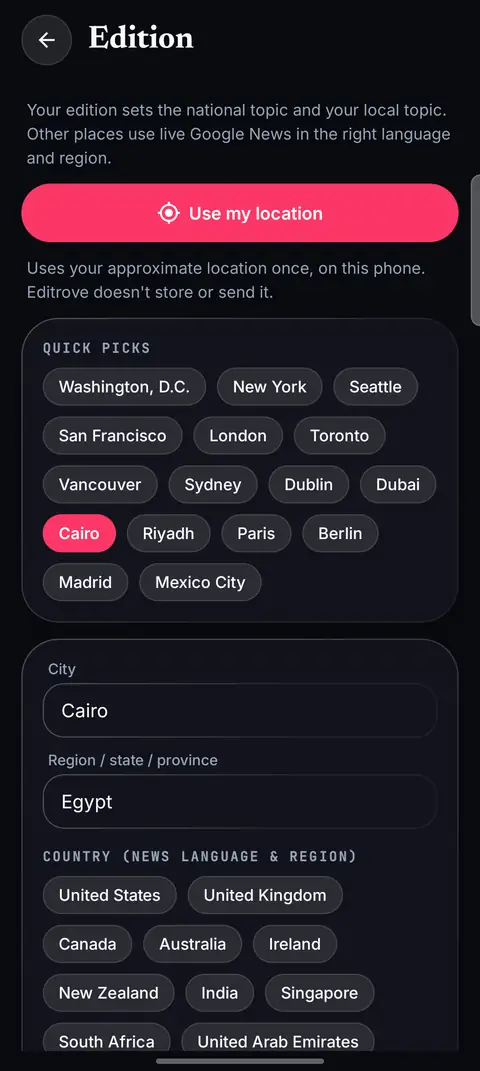 Edition
Your edition sets the national topic and your local topic.
Other places use live Google News in the right language
and region.
Use my location
Uses your approximate location once, on this phone.
Editrove doesn't store or send it.
QUICK PICKS
Washington, D.C. New York Seattle
San Francisco London Toronto
Vancouver Sydney Dublin Dubai
Cairo Riyadh Paris Berlin
Madrid Mexico City
City
Cairo
Region / state / province
Egypt
COUNTRY (NEWS LANGUAGE & REGION)
United States United Kingdom
Canada Australia Ireland
New Zealand India Singapore
South Africa United Arab Emirates